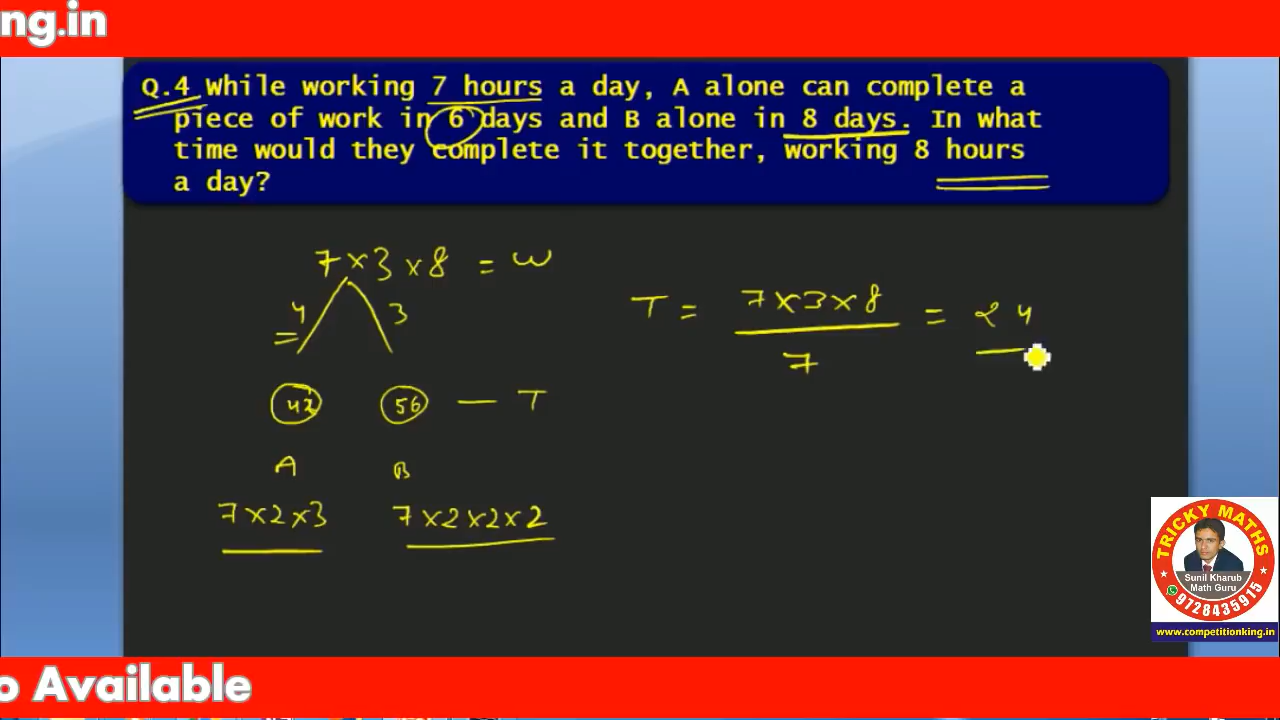 ng.in
Q.4 While working 7 hours a day, A alone can complete a
piece of work in 6 days and B alone in 8 days. In what
time would they complete it together, working 8 hours
a day?
7×3×8 = W
4 3
42 56 — T
A B
7×2×3 7×2×2×2
T = 7×3×8 / 7 = 24
TRICKY MATHS
Sunil Kharub
Math Guru
9728435915
www.competitionking.in
o Available